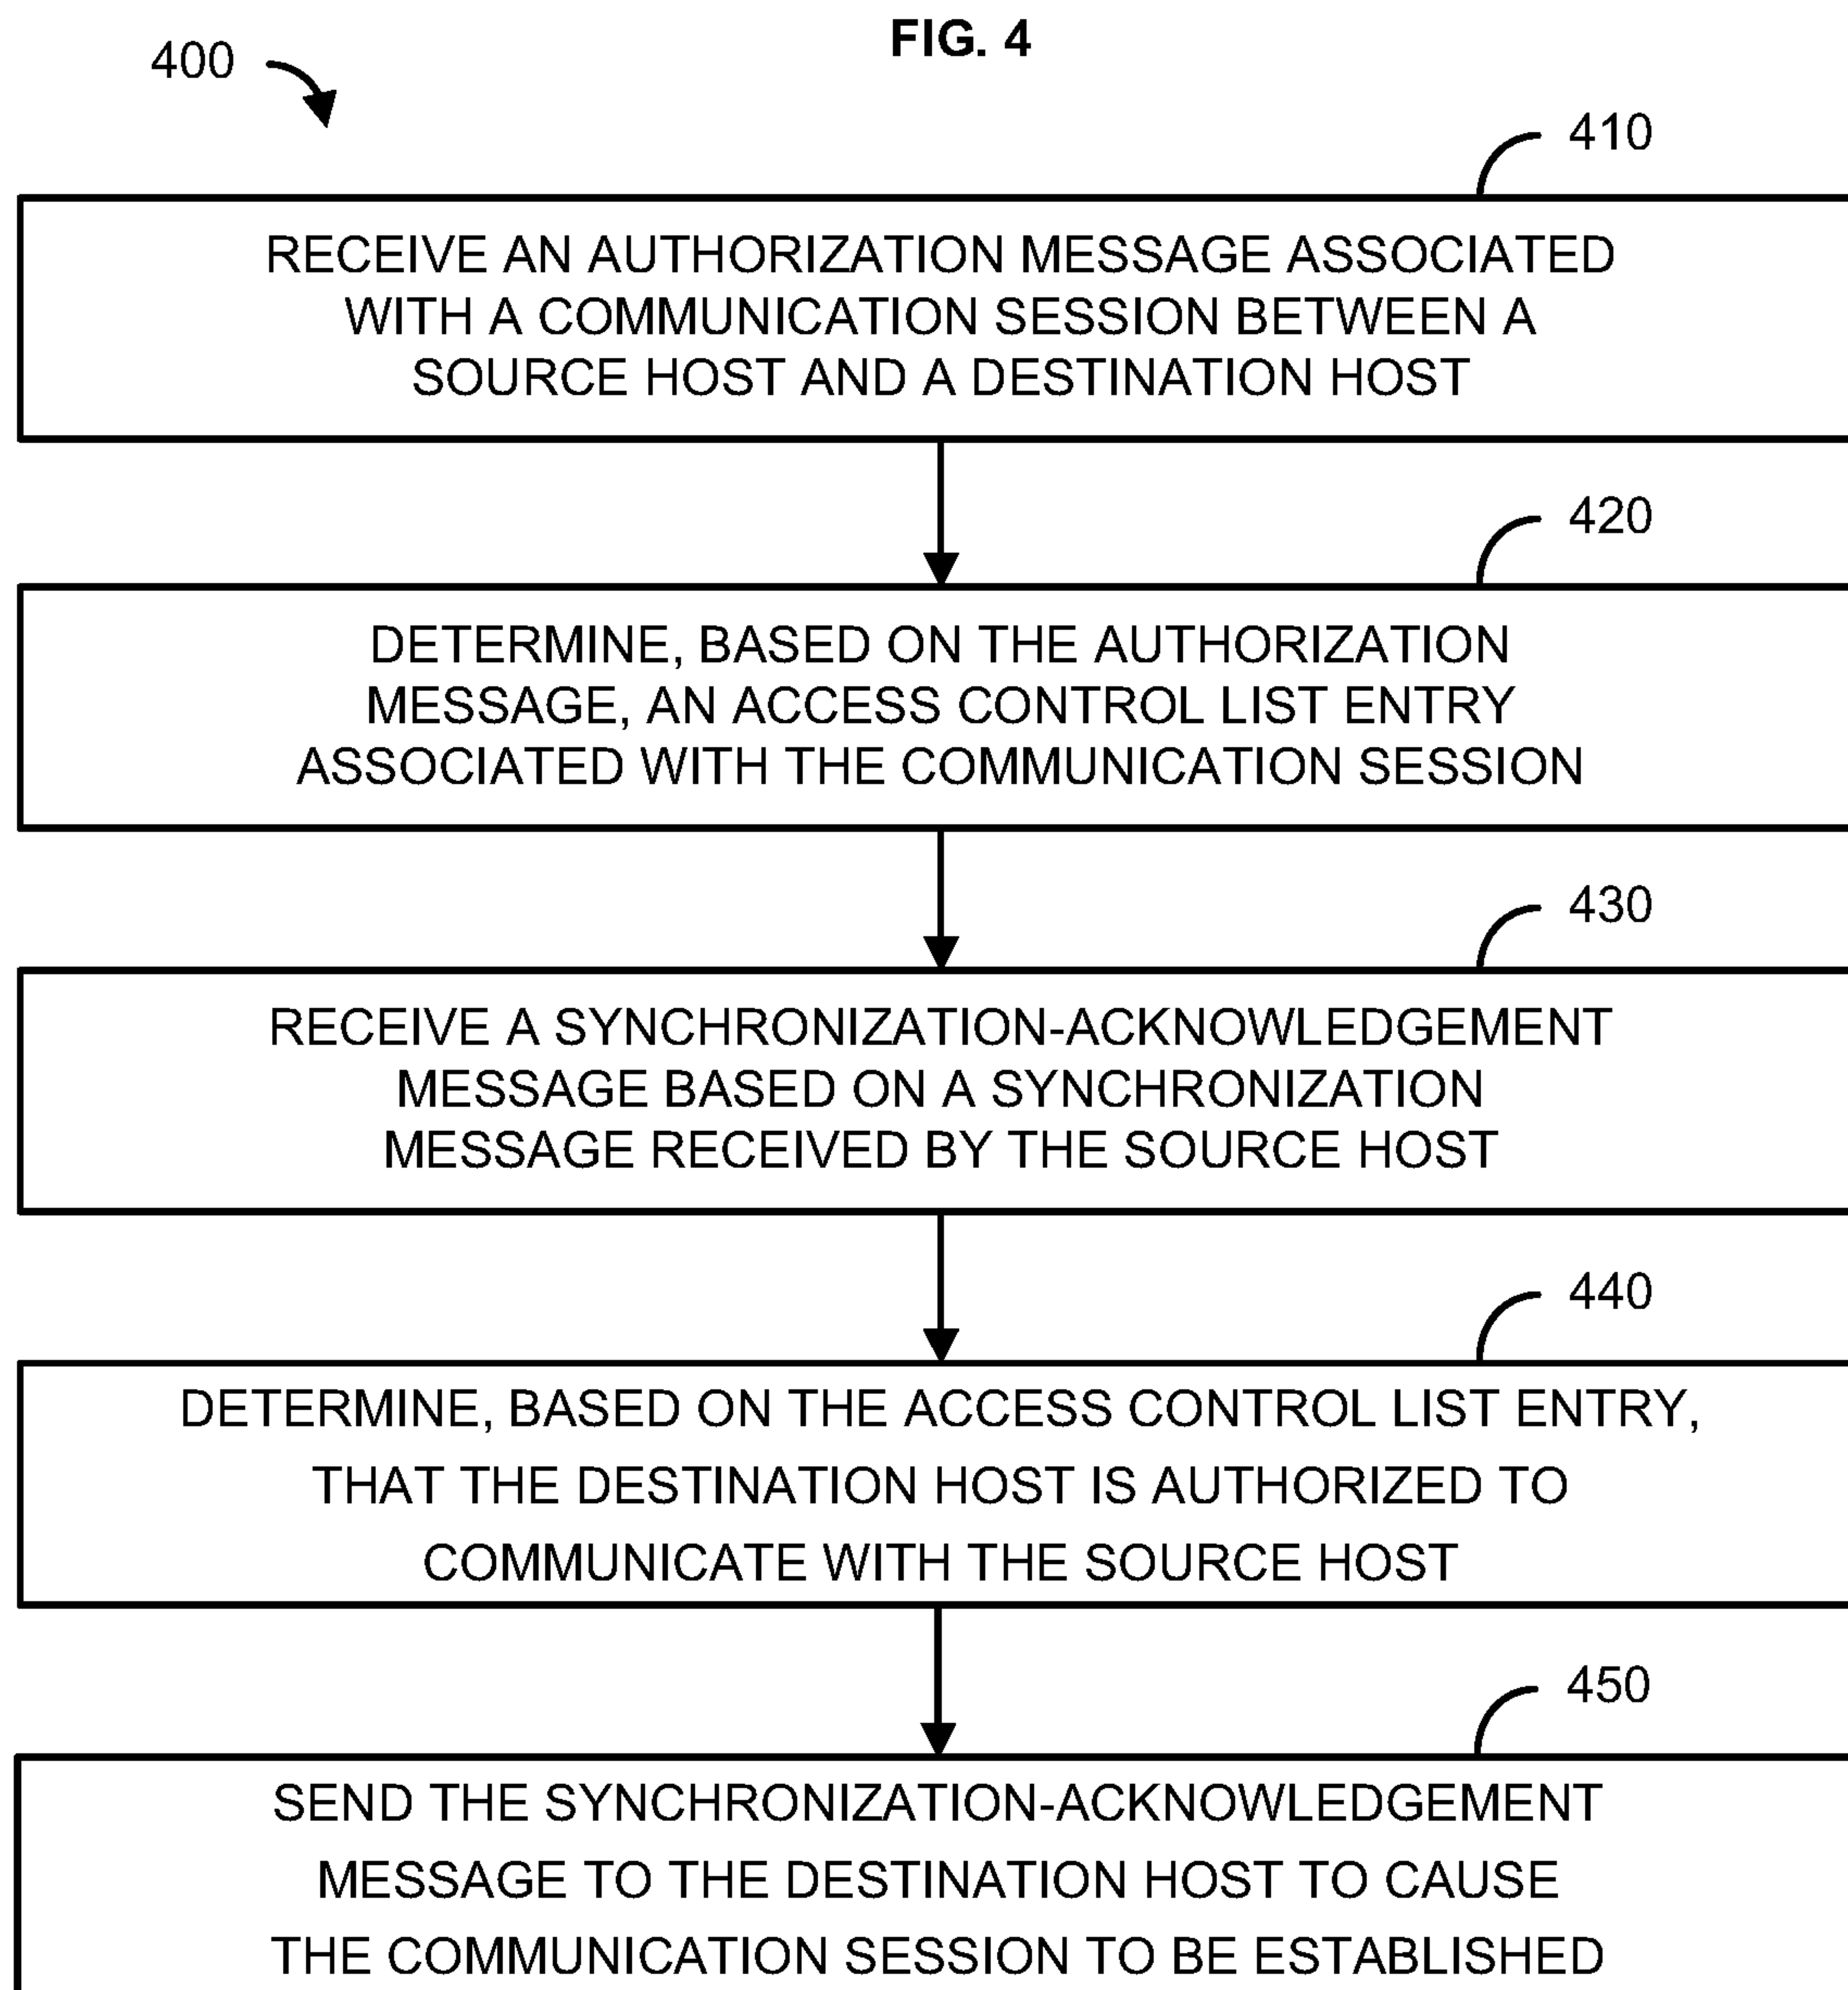 FIG. 4
400
410
RECEIVE AN AUTHORIZATION MESSAGE ASSOCIATED
WITH A COMMUNICATION SESSION BETWEEN A
SOURCE HOST AND A DESTINATION HOST
420
DETERMINE, BASED ON THE AUTHORIZATION
MESSAGE, AN ACCESS CONTROL LIST ENTRY
ASSOCIATED WITH THE COMMUNICATION SESSION
430
RECEIVE A SYNCHRONIZATION-ACKNOWLEDGEMENT
MESSAGE BASED ON A SYNCHRONIZATION
MESSAGE RECEIVED BY THE SOURCE HOST
440
DETERMINE, BASED ON THE ACCESS CONTROL LIST ENTRY,
THAT THE DESTINATION HOST IS AUTHORIZED TO
COMMUNICATE WITH THE SOURCE HOST
450
SEND THE SYNCHRONIZATION-ACKNOWLEDGEMENT
MESSAGE TO THE DESTINATION HOST TO CAUSE
THE COMMUNICATION SESSION TO BE ESTABLISHED